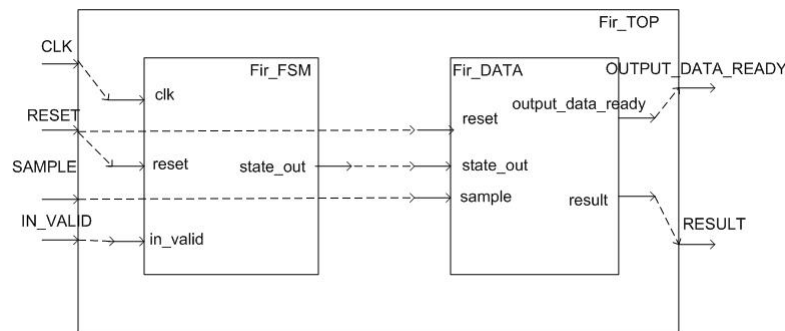 Fir_TOP
CLK
Fir_FSM
Fir_DATA
OUTPUT_DATA_READY
clk
output_data_ready
RESET
reset
SAMPLE
reset
state_out
state_out
sample
result
IN_VALID
in_valid
RESULT